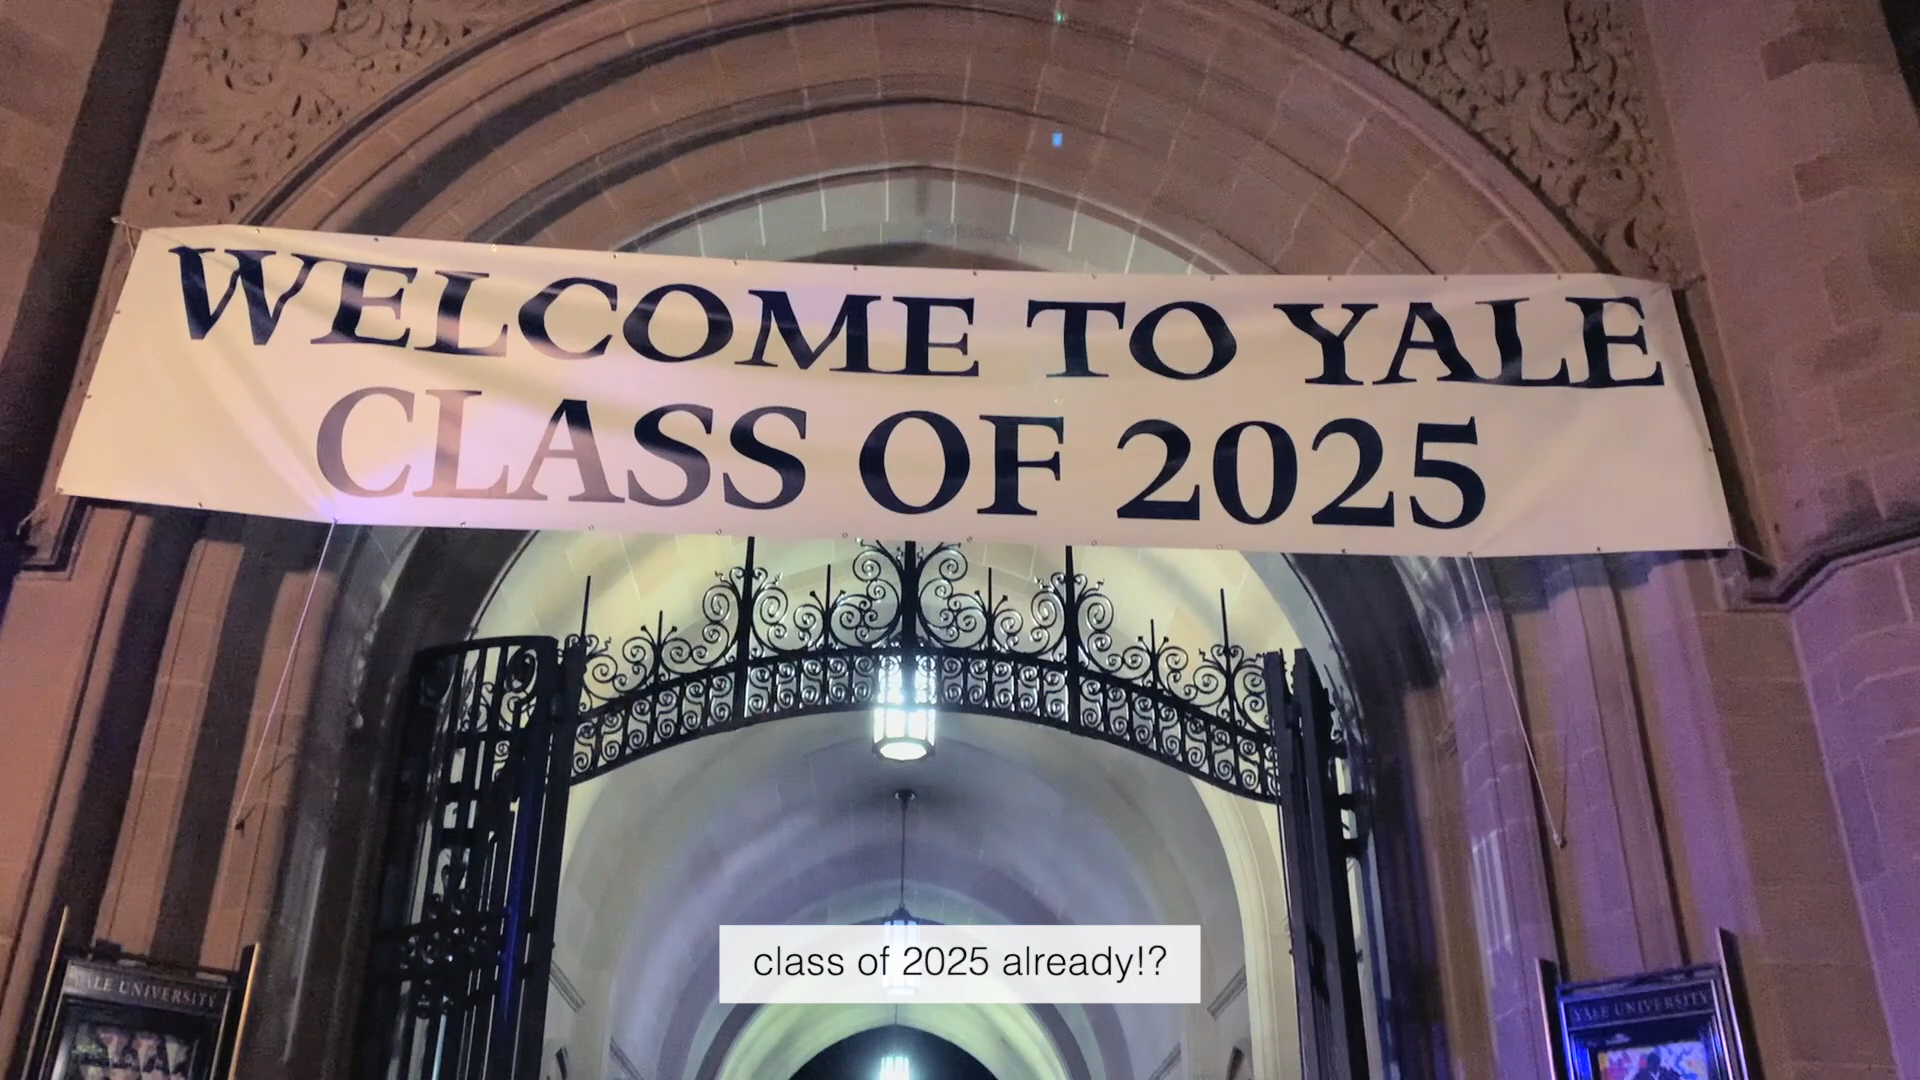 WELCOME TO YALE
CLASS OF 2025
class of 2025 already!?
YALE UNIVERSITY
YALE UNIVERSITY